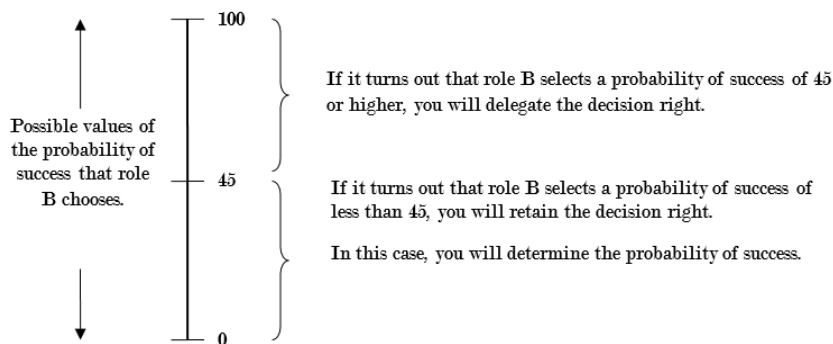 100
If it turns out that role B selects a probability of success of 45
or higher, you will delegate the decision right.
Possible values of
the probability of
success that role
B chooses.
45
If it turns out that role B selects a probability of success of
less than 45, you will retain the decision right.
In this case, you will determine the probability of success.
0